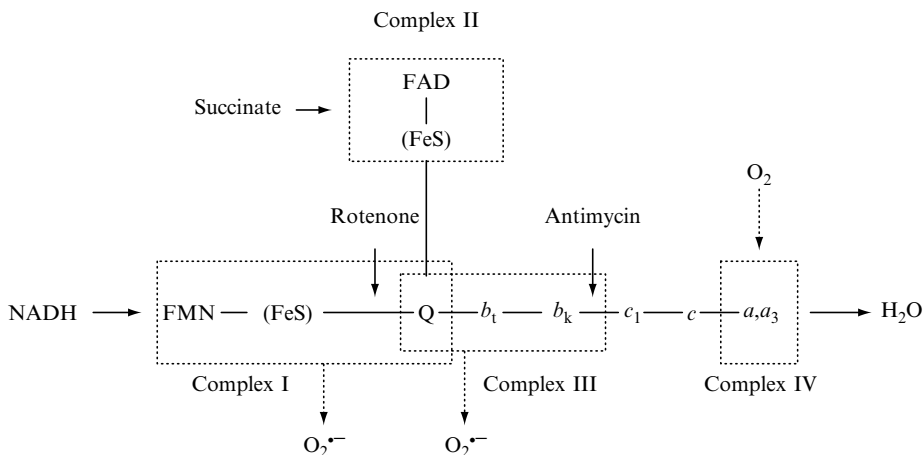 Complex II
FAD
Succinate
(FeS)
O₂
Rotenone
Antimycin
NADH
FMN
(FeS)
Q
bₜ
bₖ
c₁
c
a,a₃
H₂O
Complex I
Complex III
Complex IV
O₂•−
O₂•−